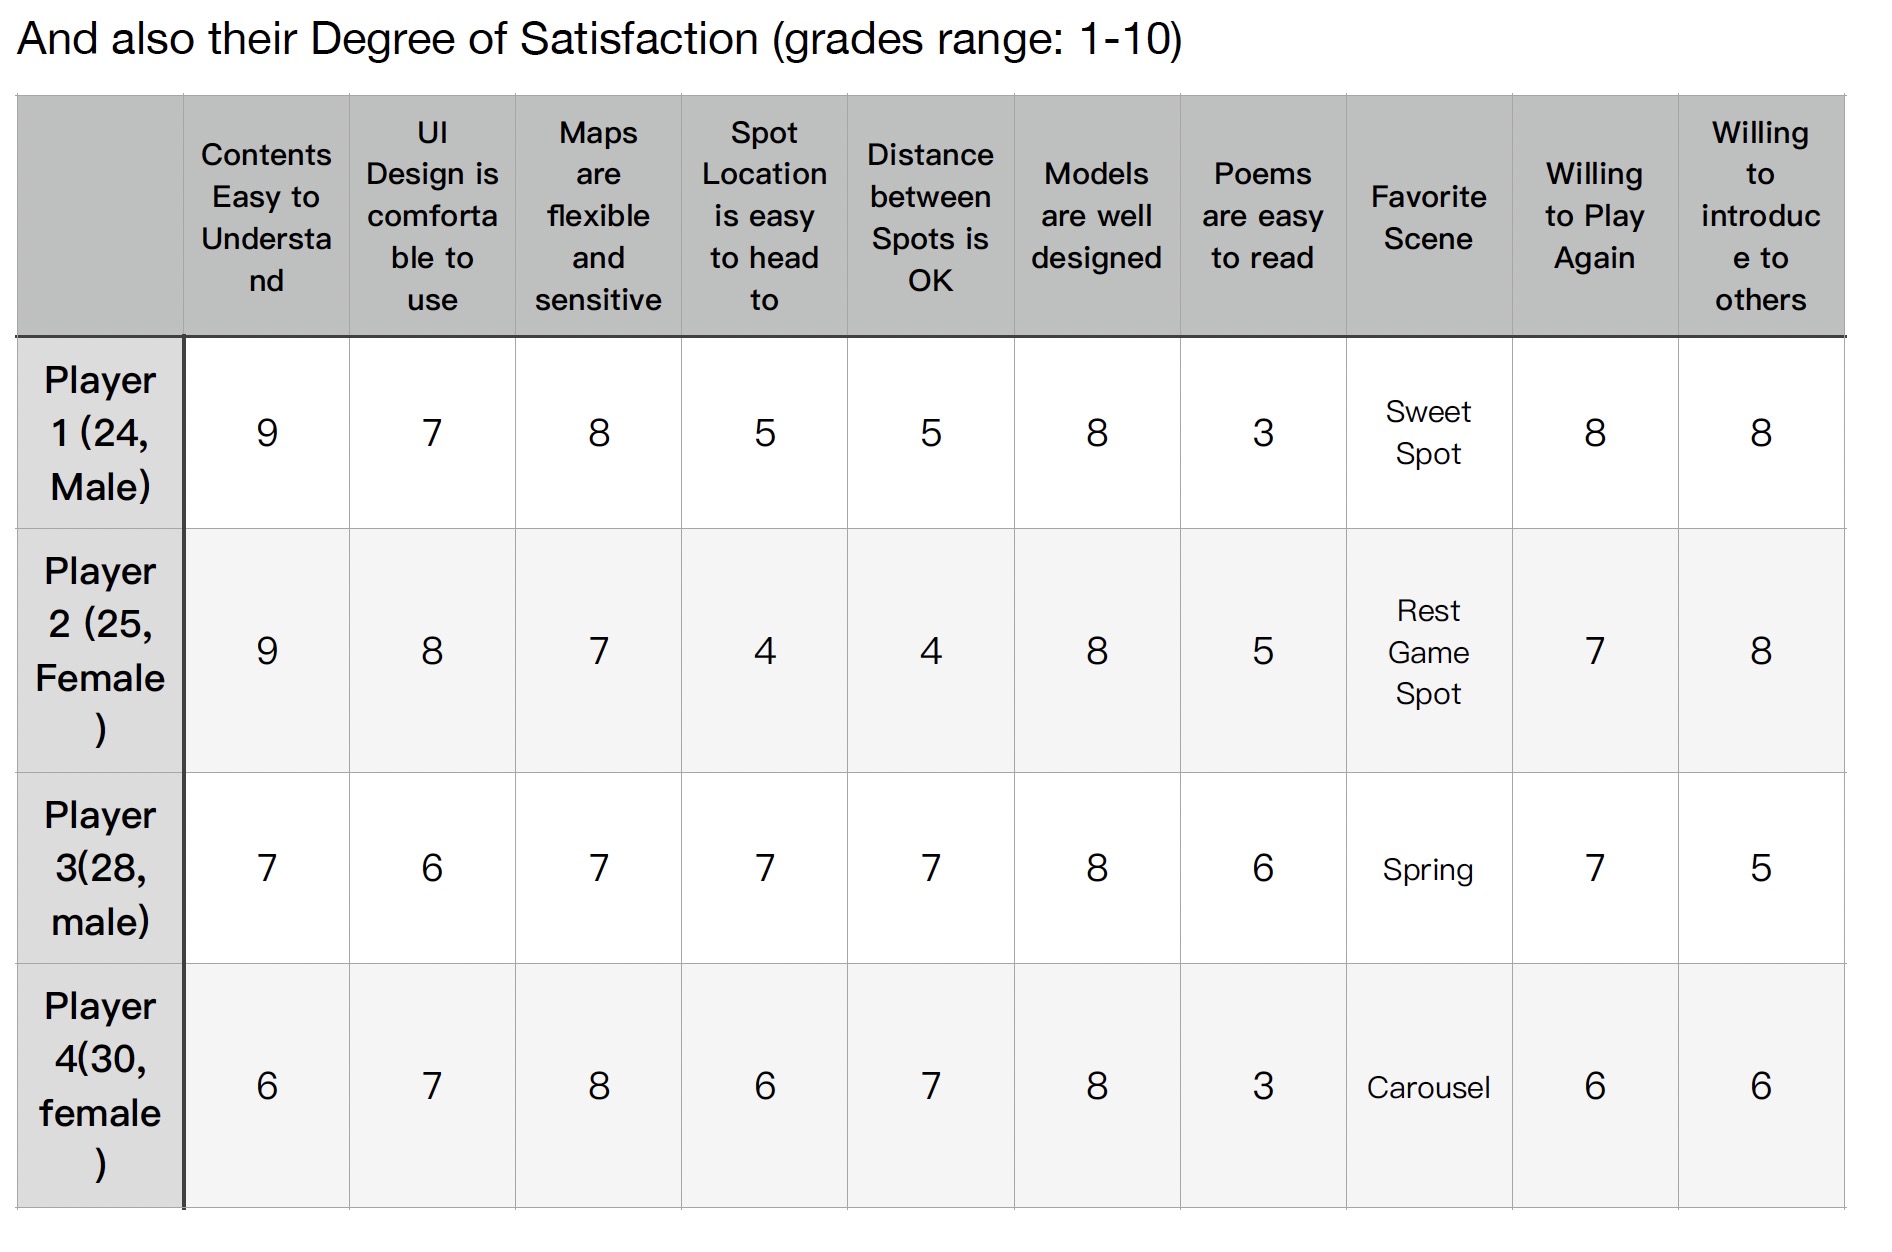 And also their Degree of Satisfaction (grades range: 1-10)
Contents
Easy to
Understa
nd
UI
Design is
comforta
ble to
use
Maps
are
flexible
and
sensitive
Spot
Location
is easy
to head
to
Distance
between
Spots is
OK
Models
are well
designed
Poems
are easy
to read
Favorite
Scene
Willing
to Play
Again
Willing
to
introduc
e to
others
Player
1 (24,
Male)
9
7
8
5
5
8
3
Sweet
Spot
8
8
Player
2 (25,
Female
)
9
8
7
4
4
8
5
Rest
Game
Spot
7
8
Player
3(28,
male)
7
6
7
7
7
8
6
Spring
7
5
Player
4(30,
female
)
6
7
8
6
7
8
3
Carousel
6
6